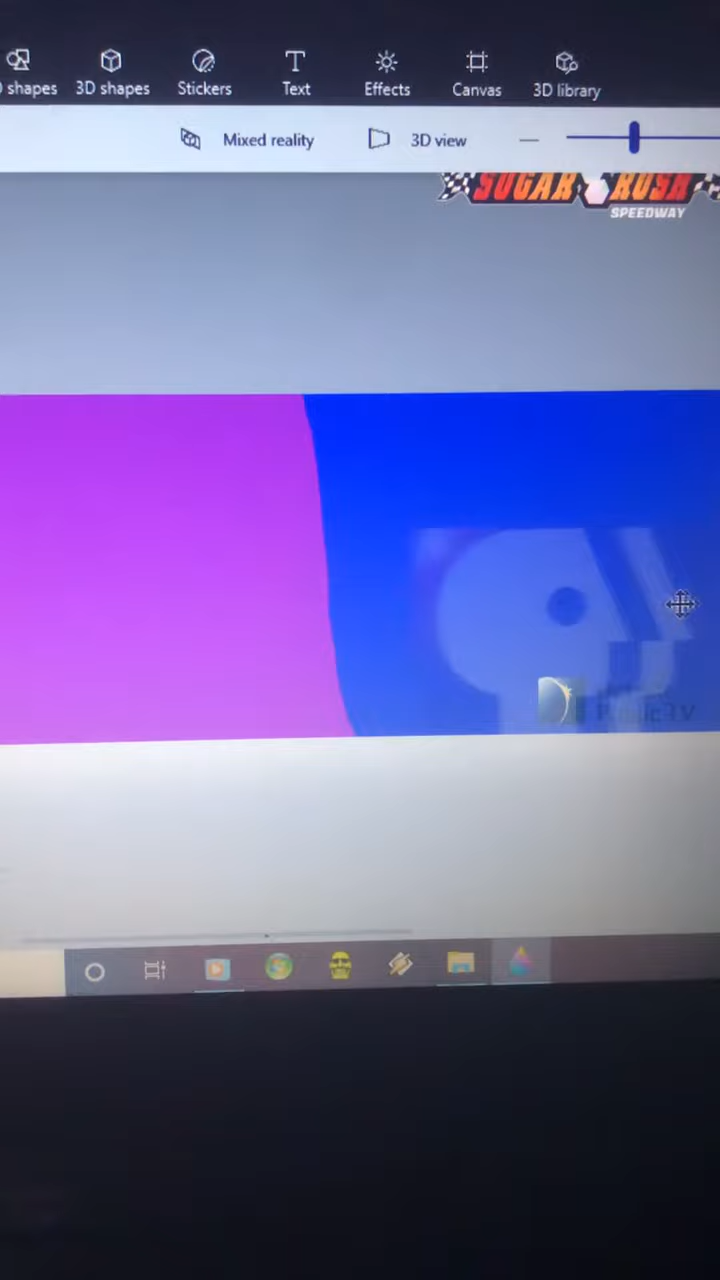 shapes
3D shapes
Stickers
Text
Effects
Canvas
3D library
Mixed reality
3D view
SUGAR RUSH
SPEEDWAY